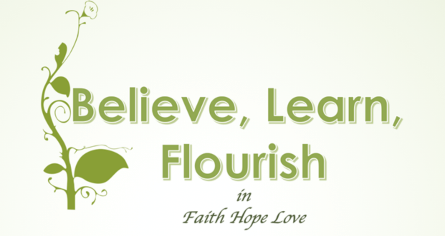 Believe, Learn,
Flourish
in
Faith Hope Love